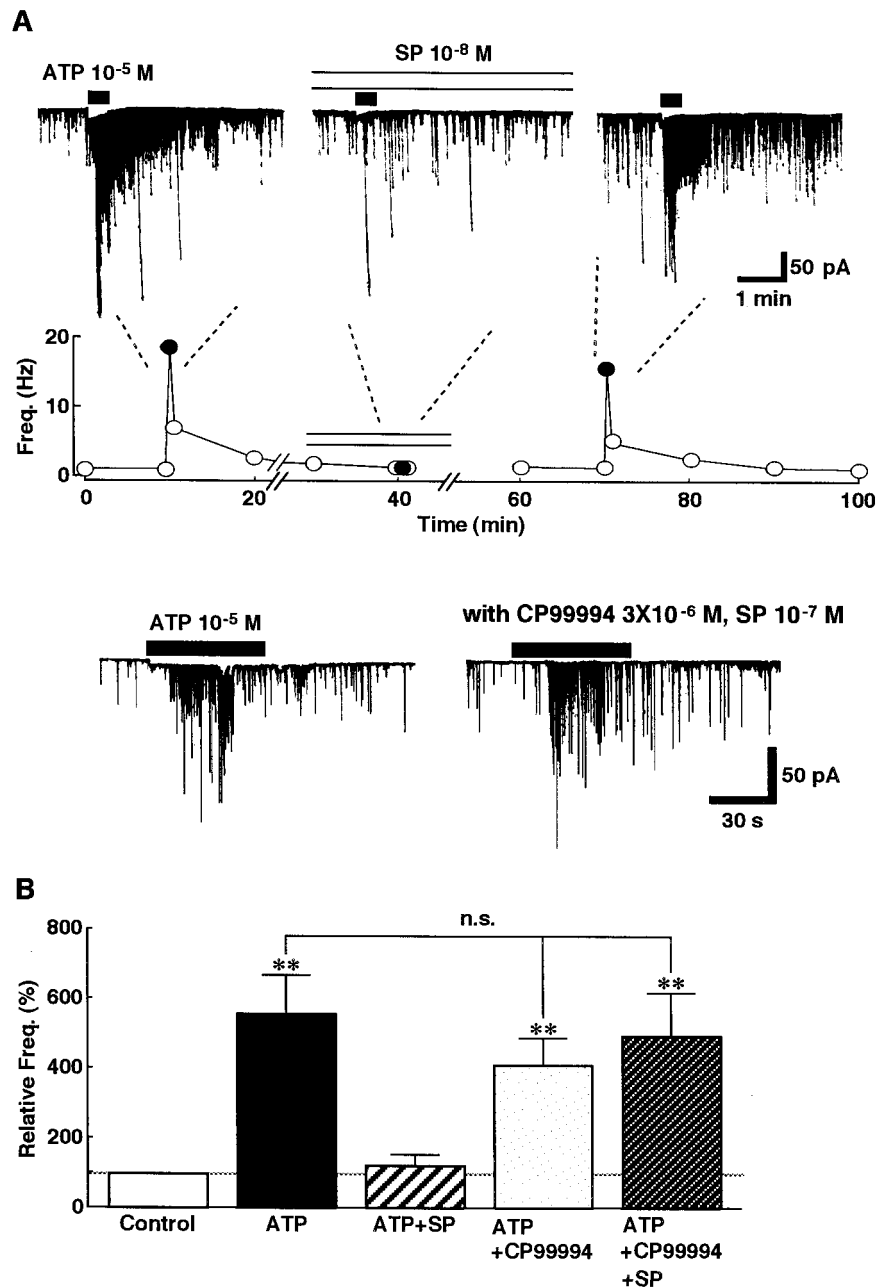 A
SP 10-8 M
ATP 10-5 M
50 pA
1 min
20
10
0
Freq. (Hz)
0 20 40 60 80 100
Time (min)
ATP 10-5 M
with CP99994 3X10-6 M, SP 10-7 M
50 pA
30 s
B
800
600
400
200
0
Relative Freq. (%)
n.s.
**
**
**
Control
ATP
ATP+SP
ATP
+CP99994
ATP
+CP99994
+SP